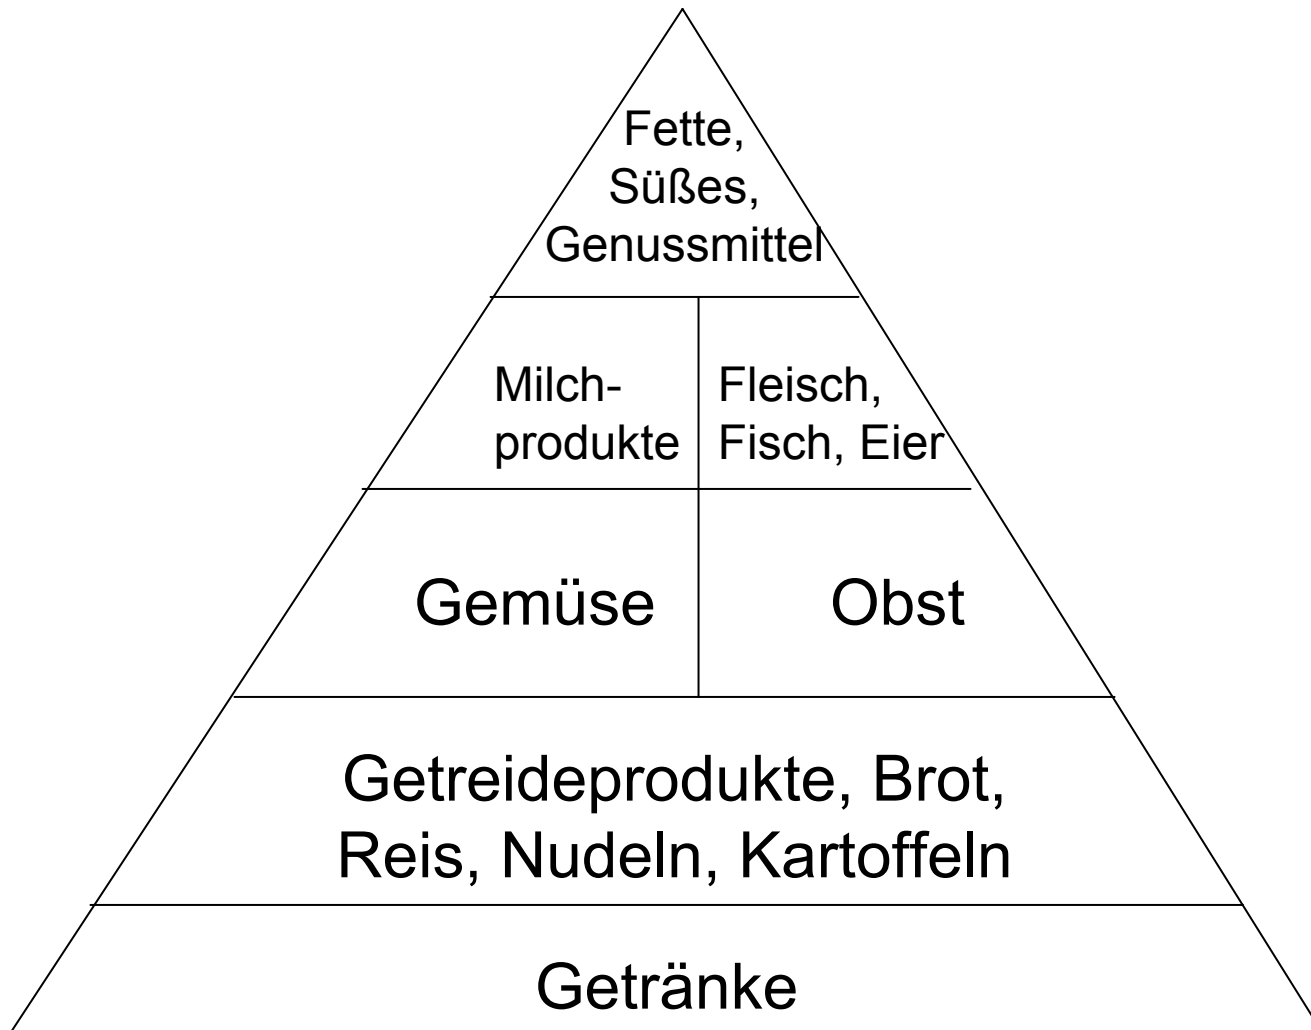 Fette,
Süßes,
Genussmittel
Milch-
produkte
Fleisch,
Fisch, Eier
Gemüse
Obst
Getreideprodukte, Brot,
Reis, Nudeln, Kartoffeln
Getränke